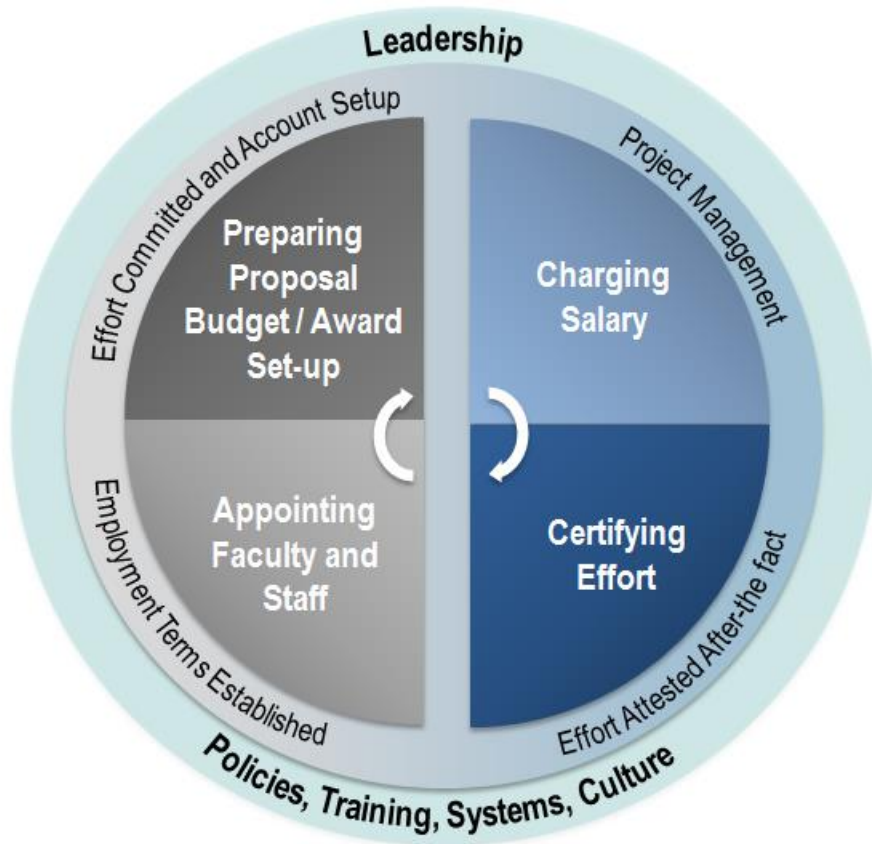 Leadership
Effort Committed and Account Setup
Project Management
Preparing
Proposal
Budget / Award
Set-up
Charging
Salary
Appointing
Faculty and
Staff
Certifying
Effort
Employment Terms Established
Effort Attested After-the fact
Policies, Training, Systems, Culture